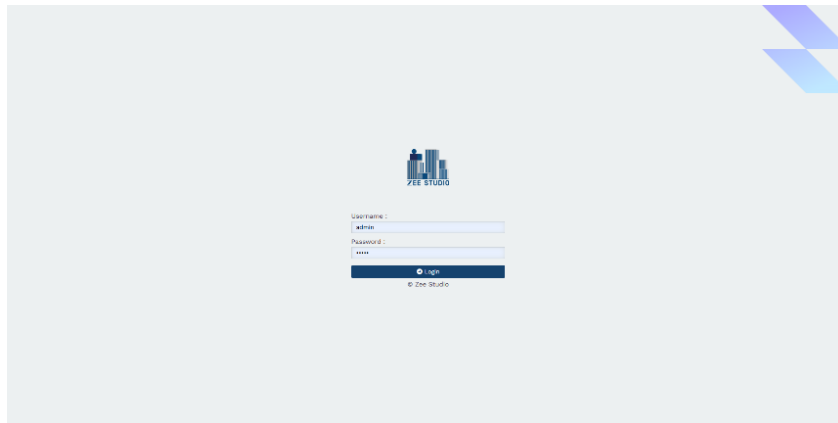 ZEE STUDIO
Username :
admin
Password :
•••••
Login
© Zee Studio